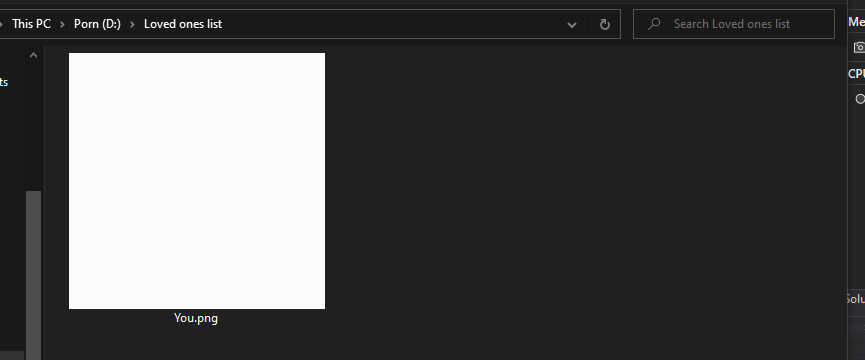 This PC > Porn (D:) > Loved ones list
Search Loved ones list
Me
ts
CPU
You.png
Solu